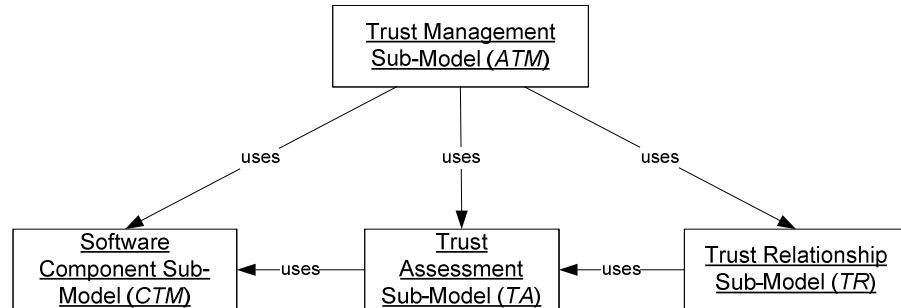 Trust Management
Sub-Model (ATM)
uses
uses
uses
Software
Component Sub-
Model (CTM)
uses
Trust
Assessment
Sub-Model (TA)
uses
Trust Relationship
Sub-Model (TR)